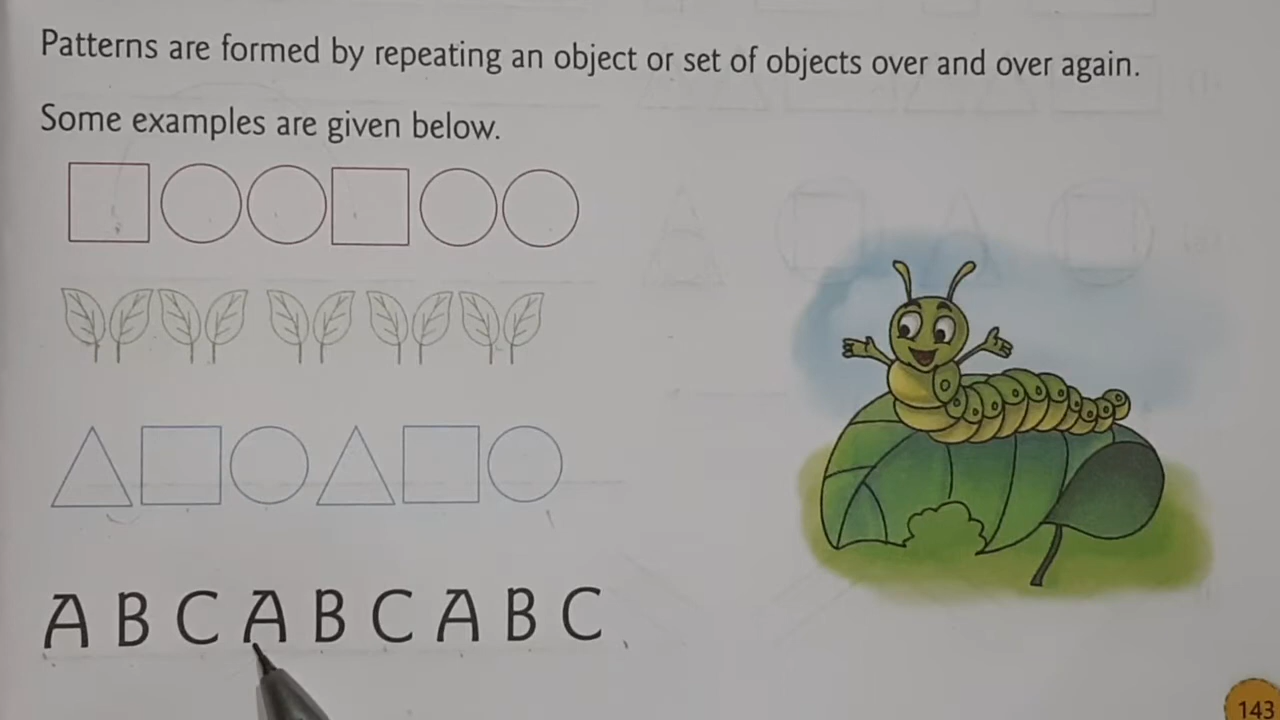 Patterns are formed by repeating an object or set of objects over and over again.
Some examples are given below.
A B C A B C A B C
143